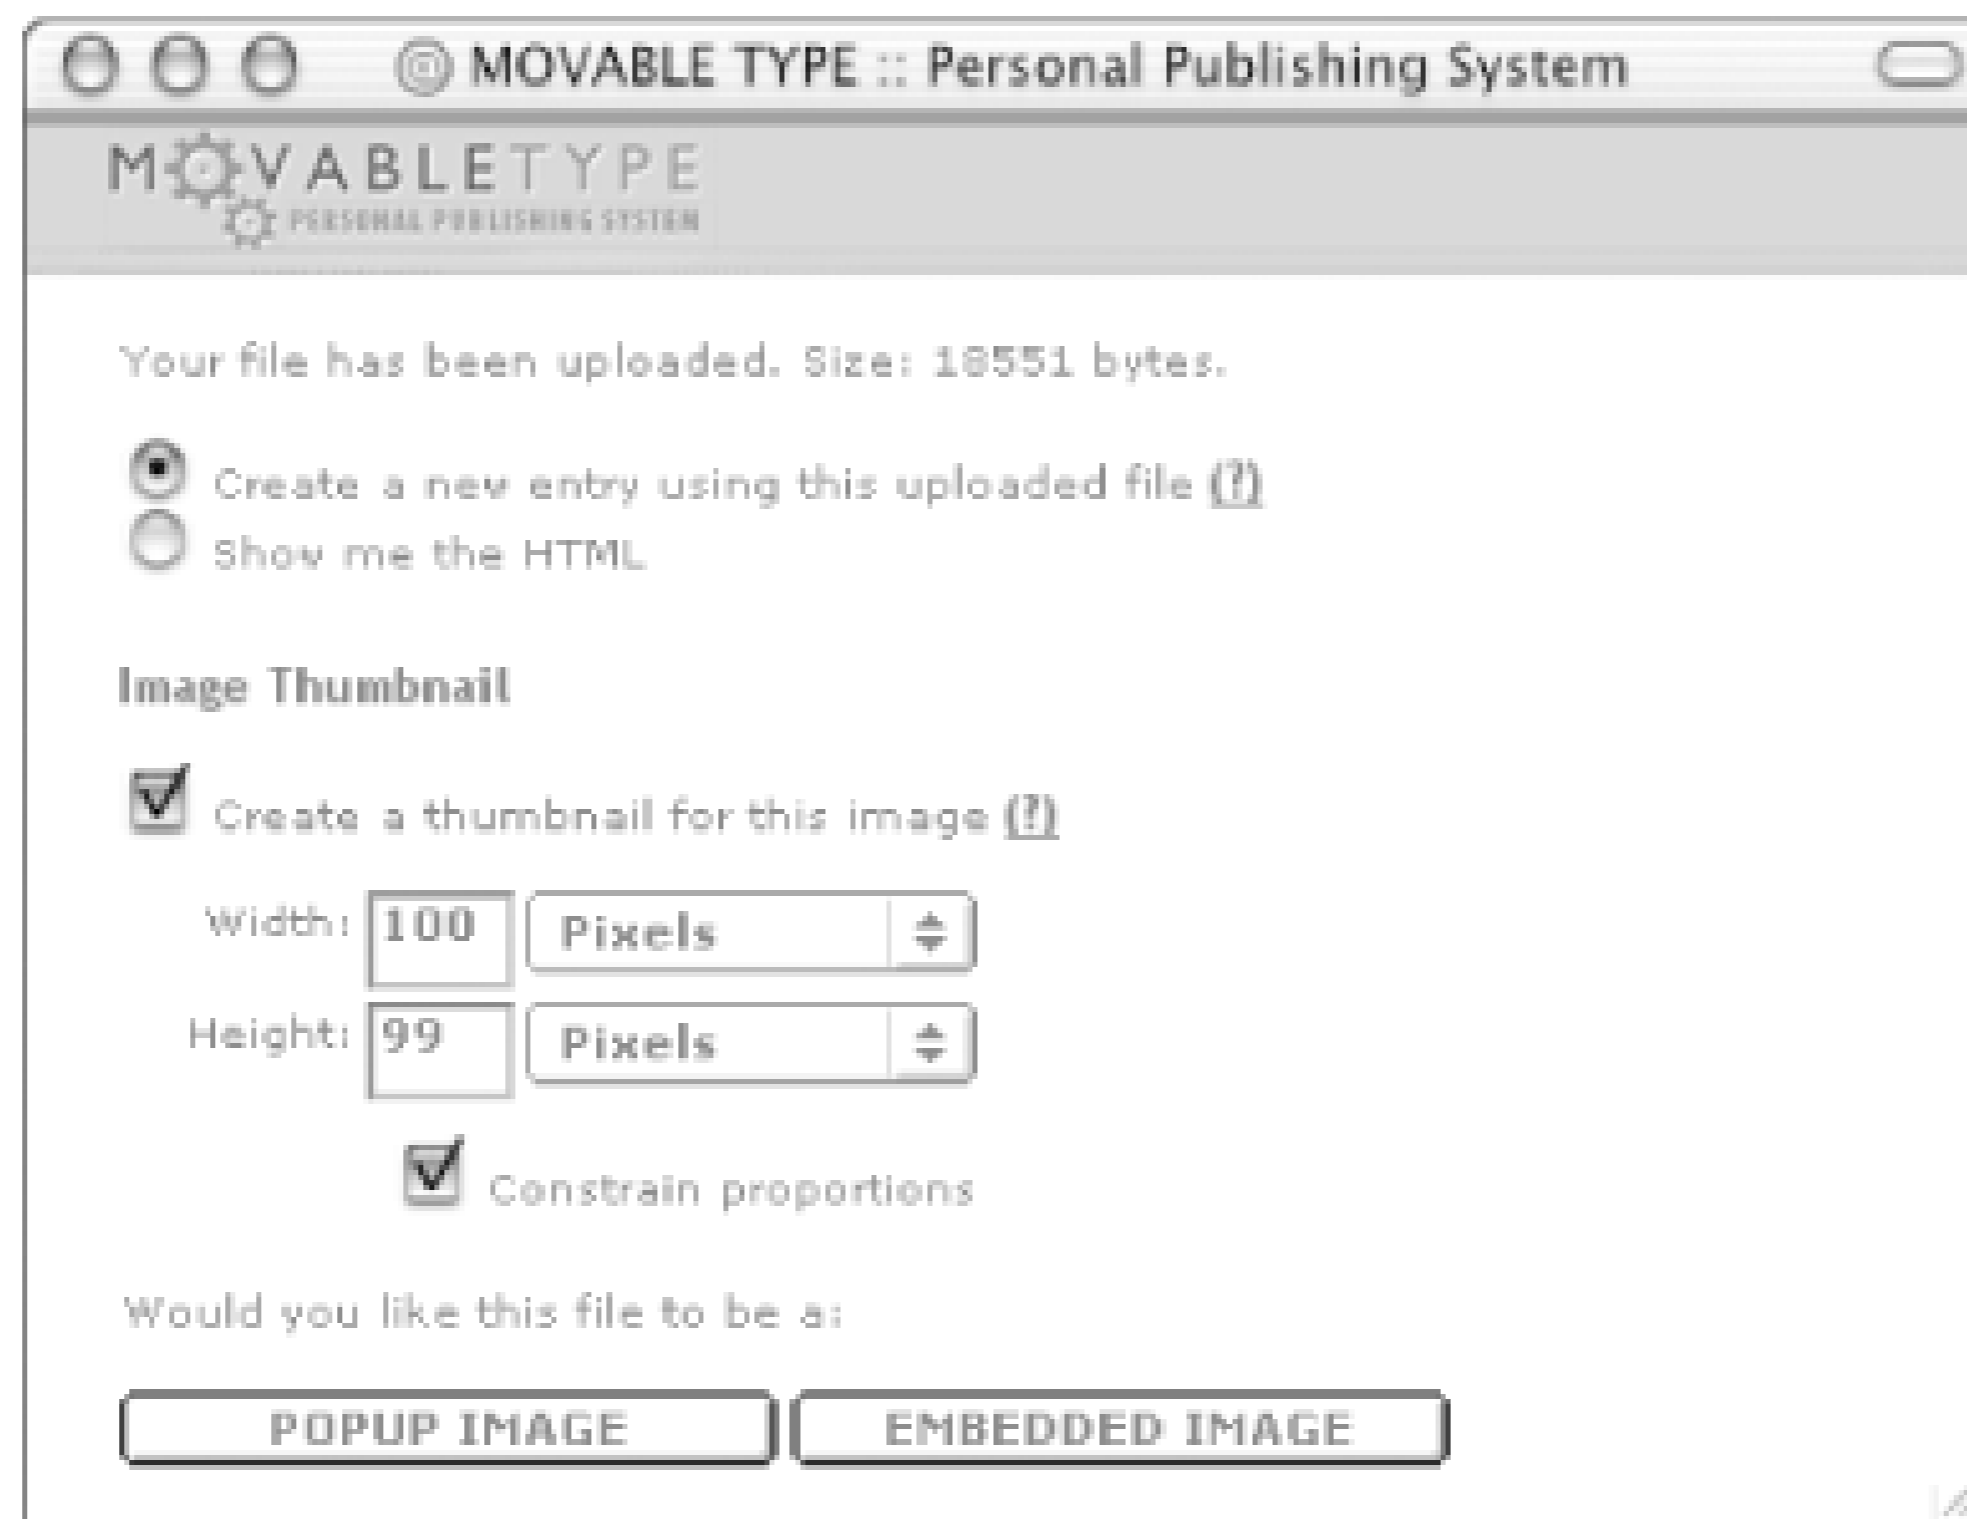 MOVABLE TYPE :: Personal Publishing System
MOVABLETYPE
PERSONAL PUBLISHING SYSTEM
Your file has been uploaded. Size: 18551 bytes.
Create a new entry using this uploaded file (?)
Show me the HTML
Image Thumbnail
Create a thumbnail for this image (?)
Width: 100 Pixels
Height: 99 Pixels
Constrain proportions
Would you like this file to be a:
POPUP IMAGE EMBEDDED IMAGE